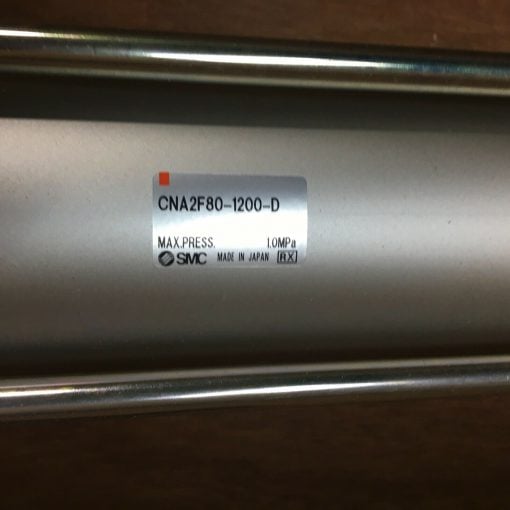 CNA2F80-1200-D
MAX.PRESS. 1.0MPa
SMC MADE IN JAPAN RX